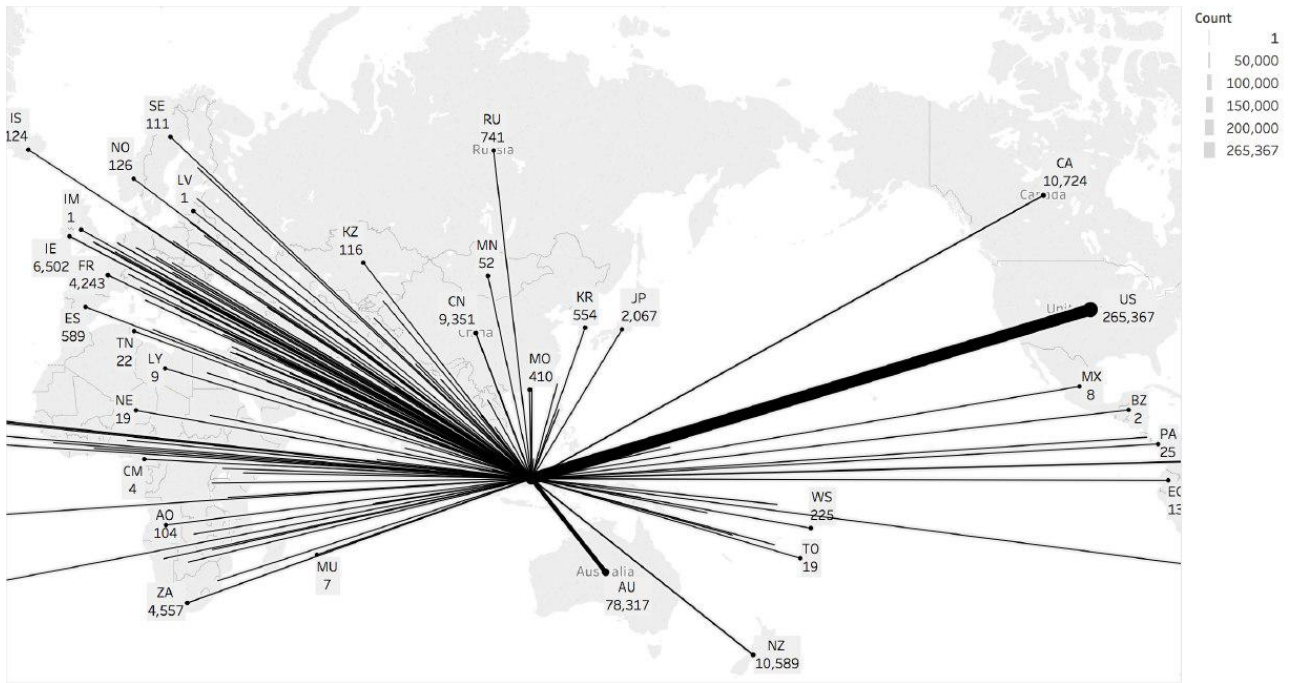 Count
1
50,000
100,000
150,000
200,000
265,367
IS
124
SE
111
NO
126
LV
1
IM
1
IE
6,502
FR
4,243
ES
589
TN
22
LY
9
NE
19
CM
4
AO
104
ZA
4,557
MU
7
KZ
116
RU
741
Russia
MN
52
CN
9,351
China
KR
554
JP
2,067
MO
410
CA
10,724
Canada
US
265,367
MX
8
BZ
2
PA
25
WS
225
TO
19
Australia
AU
78,317
NZ
10,589